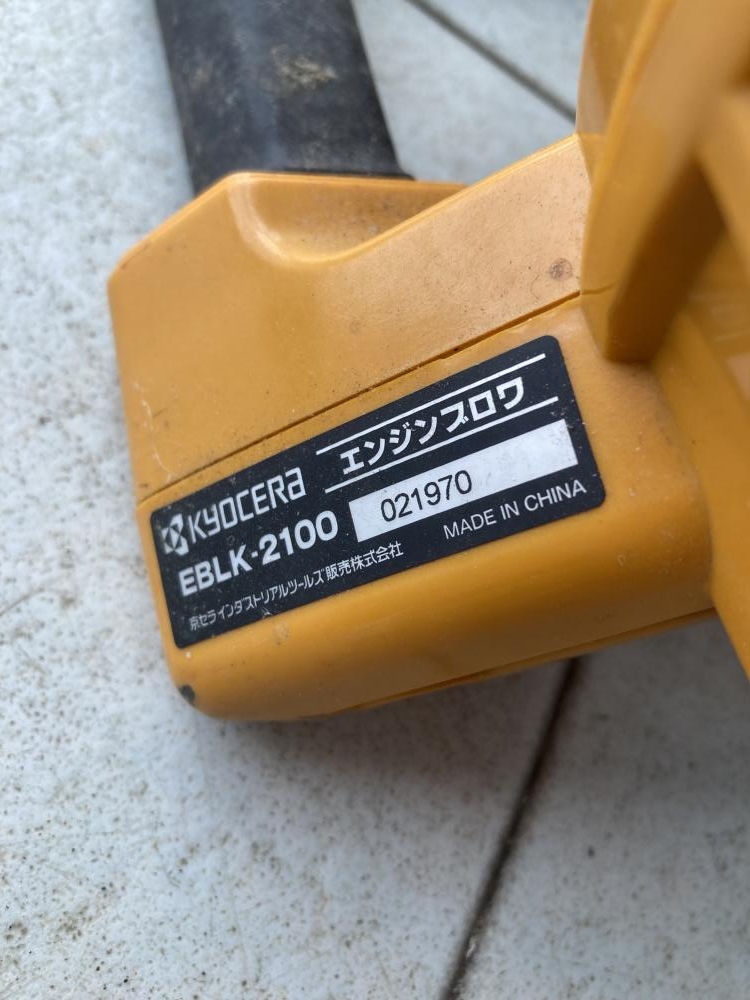 KYOCERA
エンジンブロワ
EBLK-2100
021970
京セラインダストリアルツールズ販売株式会社
MADE IN CHINA